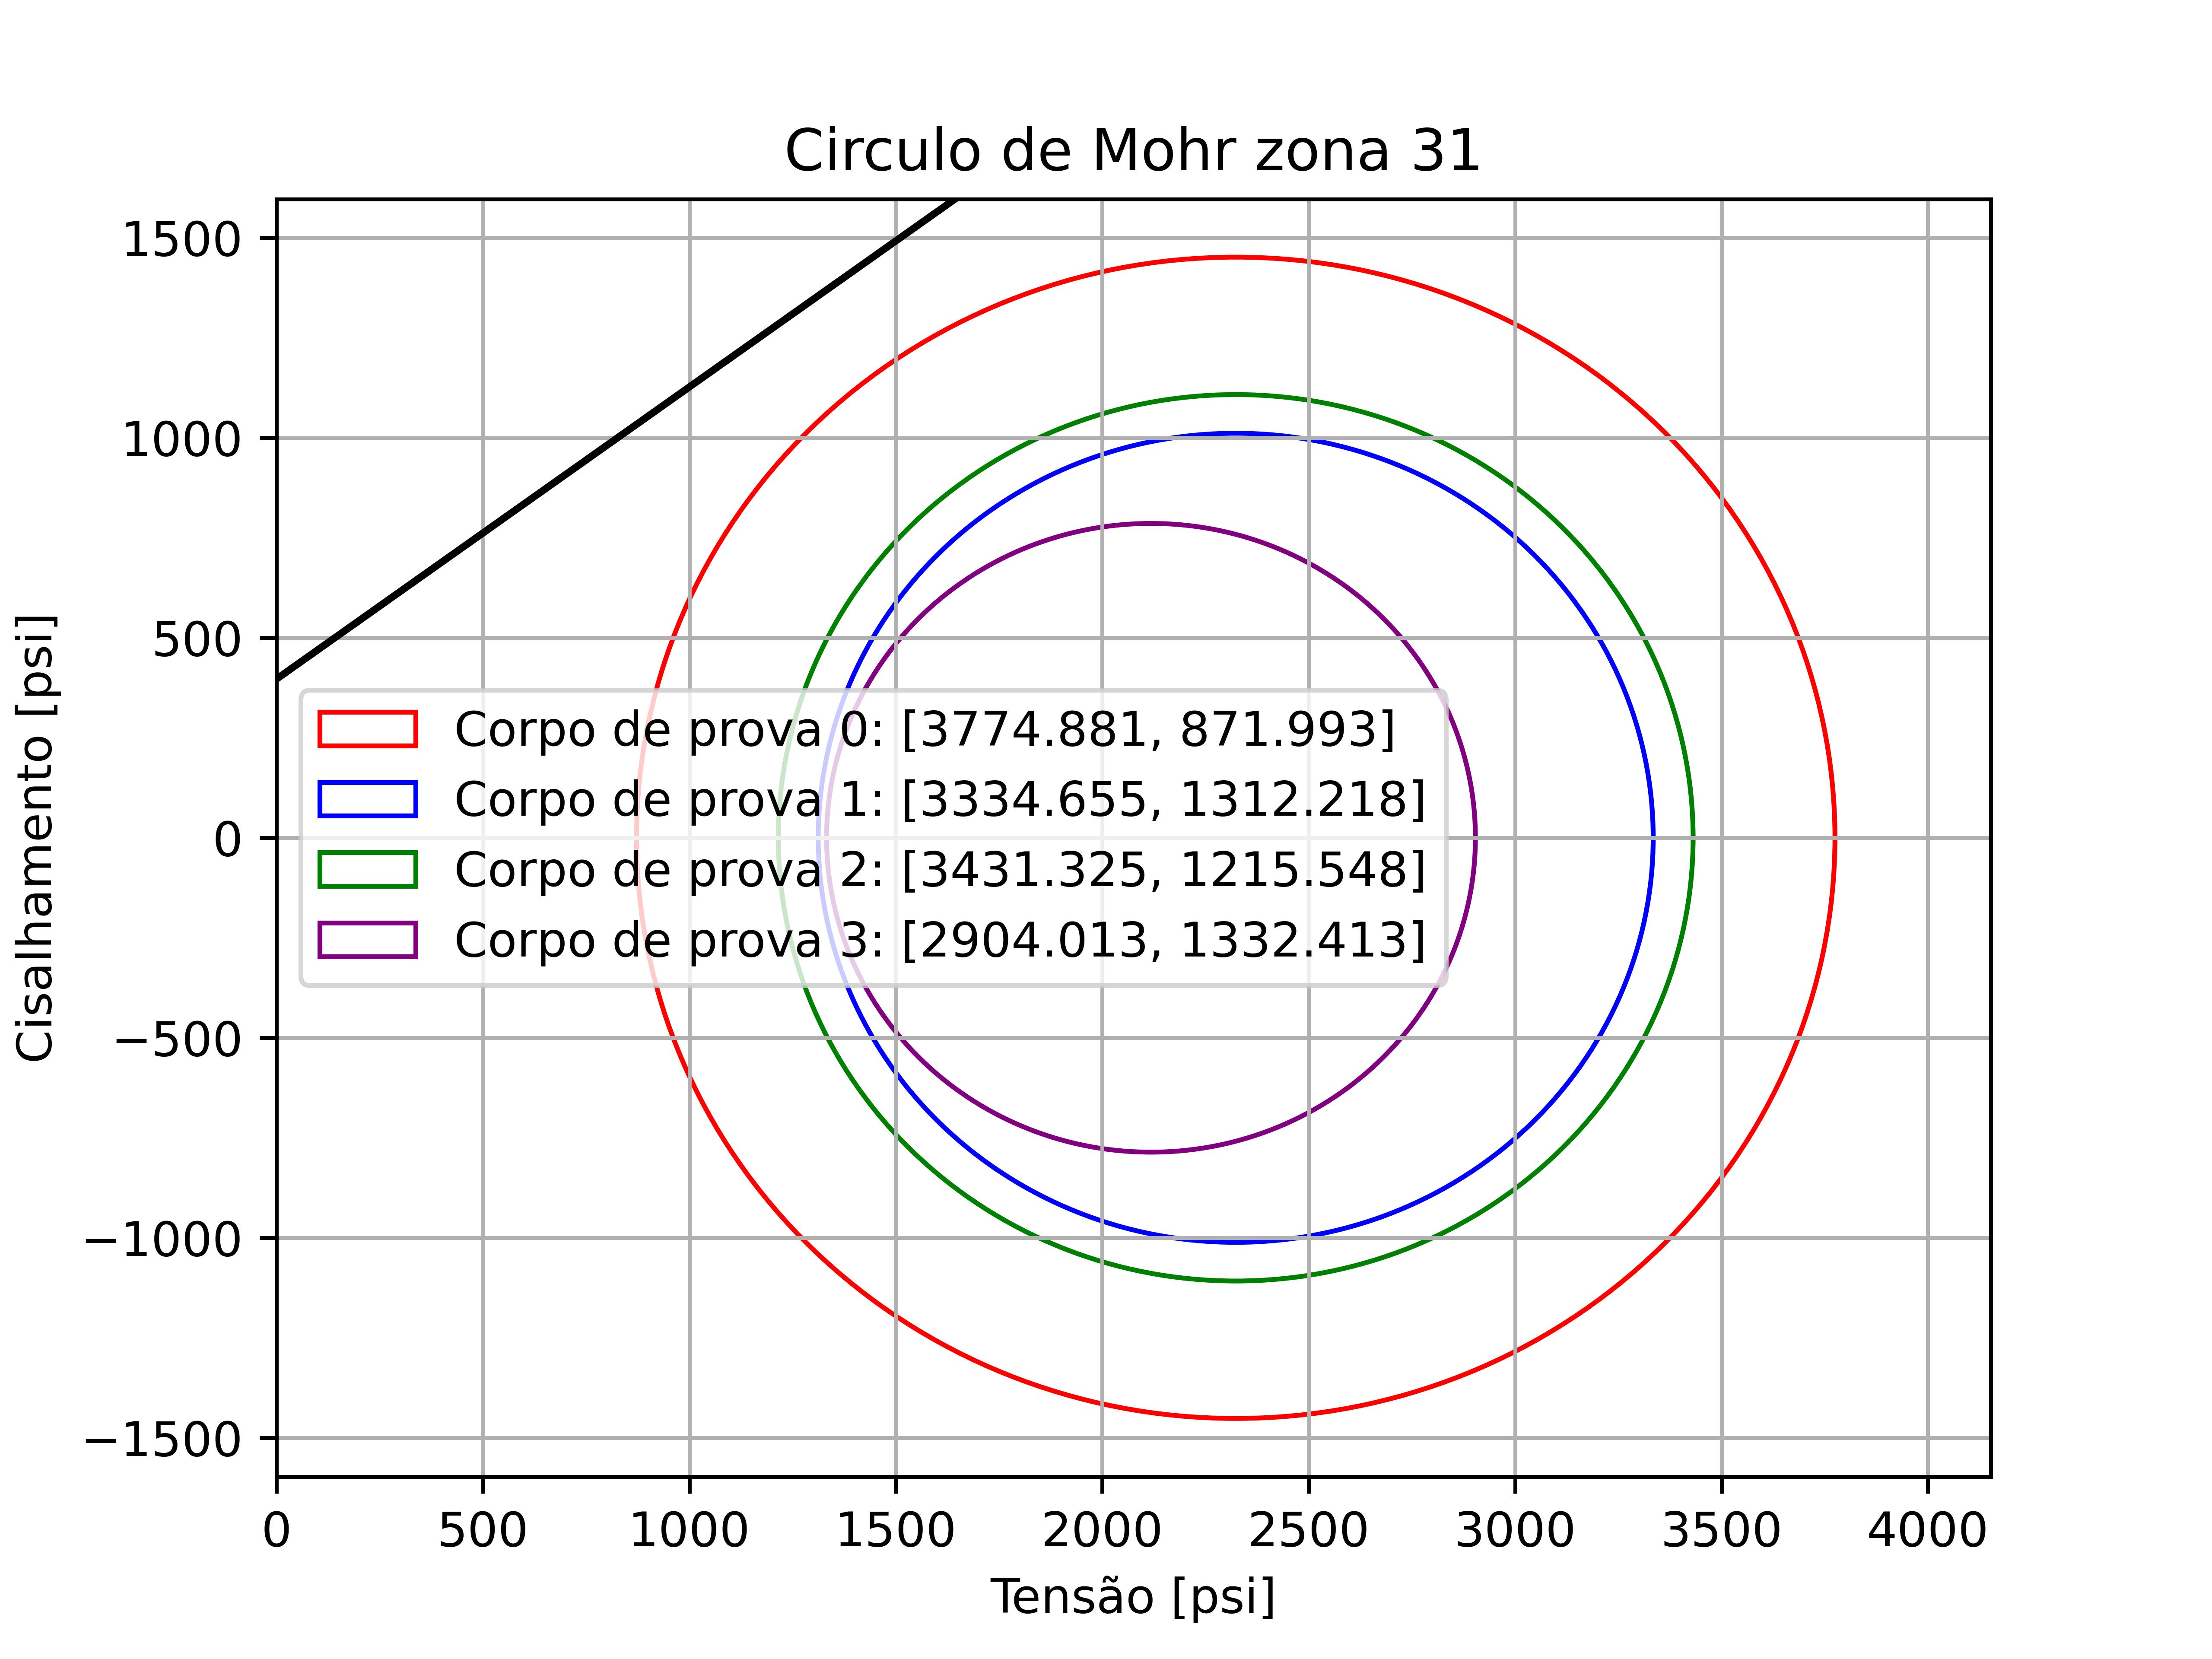 Circulo de Mohr zona 31
1500
1000
500
0
−500
−1000
−1500
Cisalhamento [psi]
Corpo de prova 0: [3774.881, 871.993]
Corpo de prova 1: [3334.655, 1312.218]
Corpo de prova 2: [3431.325, 1215.548]
Corpo de prova 3: [2904.013, 1332.413]
0 500 1000 1500 2000 2500 3000 3500 4000
Tensão [psi]